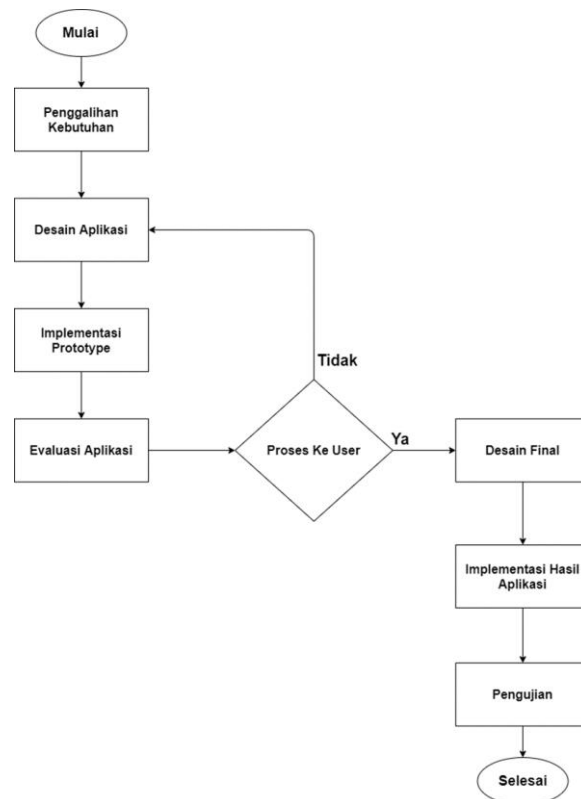 Mulai
Penggalihan
Kebutuhan
Desain Aplikasi
Implementasi
Prototype
Tidak
Evaluasi Aplikasi
Proses Ke User
Ya
Desain Final
Implementasi Hasil
Aplikasi
Pengujian
Selesai